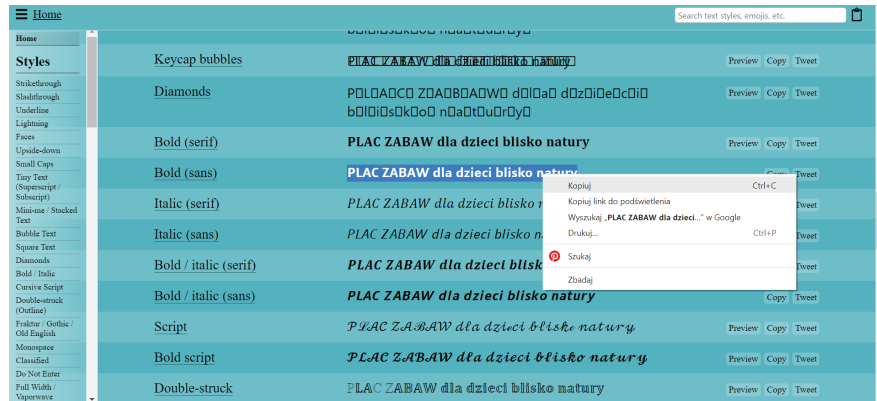 Home
Search text styles, emojis, etc.
Home
Styles
Strikethrough
Slashthrough
Underline
Lightning
Faces
Upside-down
Small Caps
Tiny Text
(Superscript /
Subscript)
Mini-me / Stacked
Text
Bubble Text
Square Text
Diamonds
Bold / Italic
Cursive Script
Double-struck
(Outline)
Fraktur / Gothic /
Old English
Monospace
Classified
Do Not Enter
Full Width /
Vaporwave
Keycap bubbles PLAC ZABAW dla dzieci blisko natury Preview Copy Tweet
Diamonds P▯L▯A▯C▯ Z▯A▯B▯A▯W▯ d▯l▯a▯ d▯z▯i▯e▯c▯i▯ Preview Copy Tweet
b▯l▯i▯s▯k▯o▯ n▯a▯t▯u▯r▯y▯
Bold (serif) PLAC ZABAW dla dzieci blisko natury Preview Copy Tweet
Bold (sans) PLAC ZABAW dla dzieci blisko natury Copy Tweet
Italic (serif) PLAC ZABAW dla dzieci blisko Tweet
Italic (sans) PLAC ZABAW dla dzieci blisko Tweet
Bold / italic (serif) PLAC ZABAW dla dzieci blisk Tweet
Bold / italic (sans) PLAC ZABAW dla dzieci blisko natury Copy Tweet
Script PLAC ZABAW dla dzieci blisko natury Preview Copy Tweet
Bold script PLAC ZABAW dla dzieci blisko natury Preview Copy Tweet
Double-struck PLAC ZABAW dla dzieci blisko natury Preview Copy Tweet
Kopiuj Ctrl+C
Kopiuj link do podświetlenia
Wyszukaj „PLAC ZABAW dla dzieci...” w Google
Drukuj... Ctrl+P
Szukaj
Zbadaj